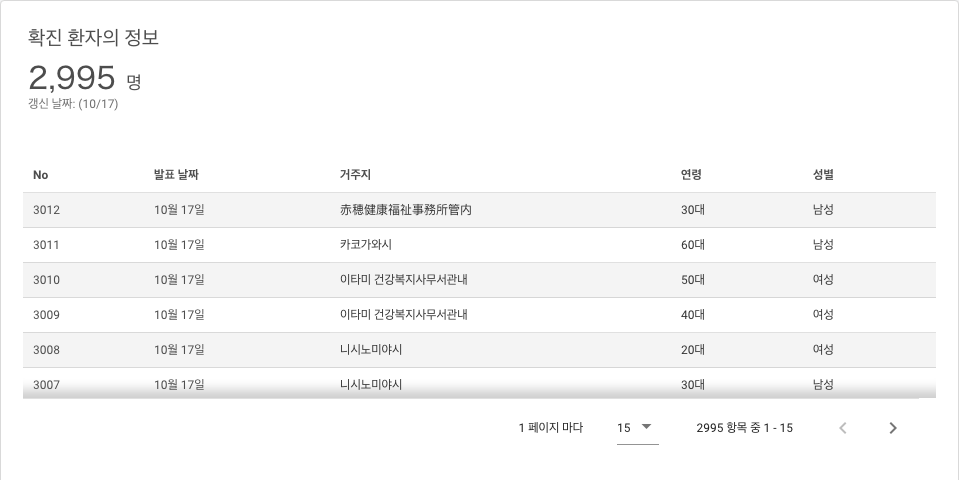 확진 환자의 정보
2,995 명
갱신 날짜: (10/17)
No 발표 날짜 거주지 연령 성별
3012 10월 17일 赤穂健康福祉事務所管内 30대 남성
3011 10월 17일 카코가와시 60대 남성
3010 10월 17일 이타미 건강복지사무서관내 50대 여성
3009 10월 17일 이타미 건강복지사무서관내 40대 여성
3008 10월 17일 니시노미야시 20대 여성
3007 10월 17일 니시노미야시 30대 남성
1 페이지 마다 15 2995 항목 중 1 - 15